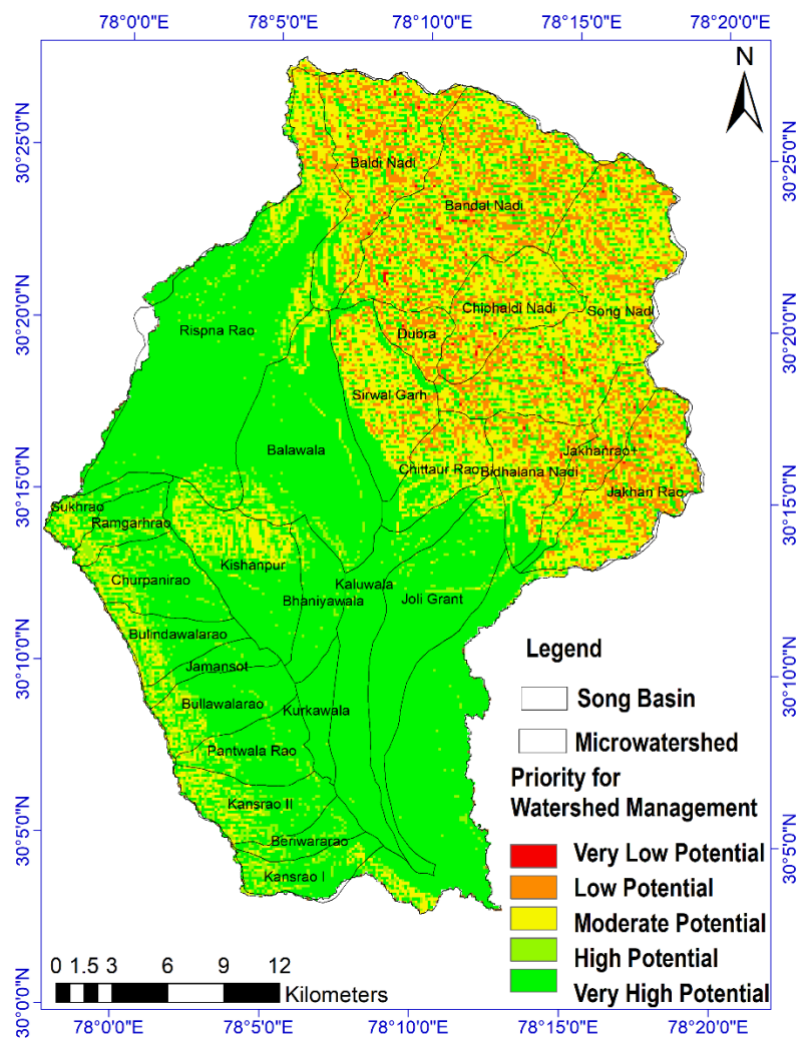 78°0'0"E 78°5'0"E 78°10'0"E 78°15'0"E 78°20'0"E
N
30°25'0"N
30°25'0"N
Baldi Nadi
Bandal Nadi
30°20'0"N
30°20'0"N
Rispna Rao
Chiphaldi Nadi
Song Nadi
Dubra
Sirwal Garh
Balawala
Chittaur Rao
Bidhalana Nadi
Jakhanrao+
Jakhan Rao
30°15'0"N
30°15'0"N
Sukhrao
Ramgarhrao
Kishanpur
Churpanirao
Kaluwala
Bhaniyawala
Joli Grant
Bulindawalarao
30°10'0"N
30°10'0"N
Jamansot
Bullawalarao
Kurkawala
Pantwala Rao
Kansrao II
Benwararao
Kansrao I
30°5'0"N
30°5'0"N
Legend
Song Basin
Microwatershed
Priority for
Watershed Management
Very Low Potential
Low Potential
Moderate Potential
High Potential
Very High Potential
0 1.5 3 6 9 12
Kilometers
30°0'0"N
30°0'0"N
78°0'0"E 78°5'0"E 78°10'0"E 78°15'0"E 78°20'0"E